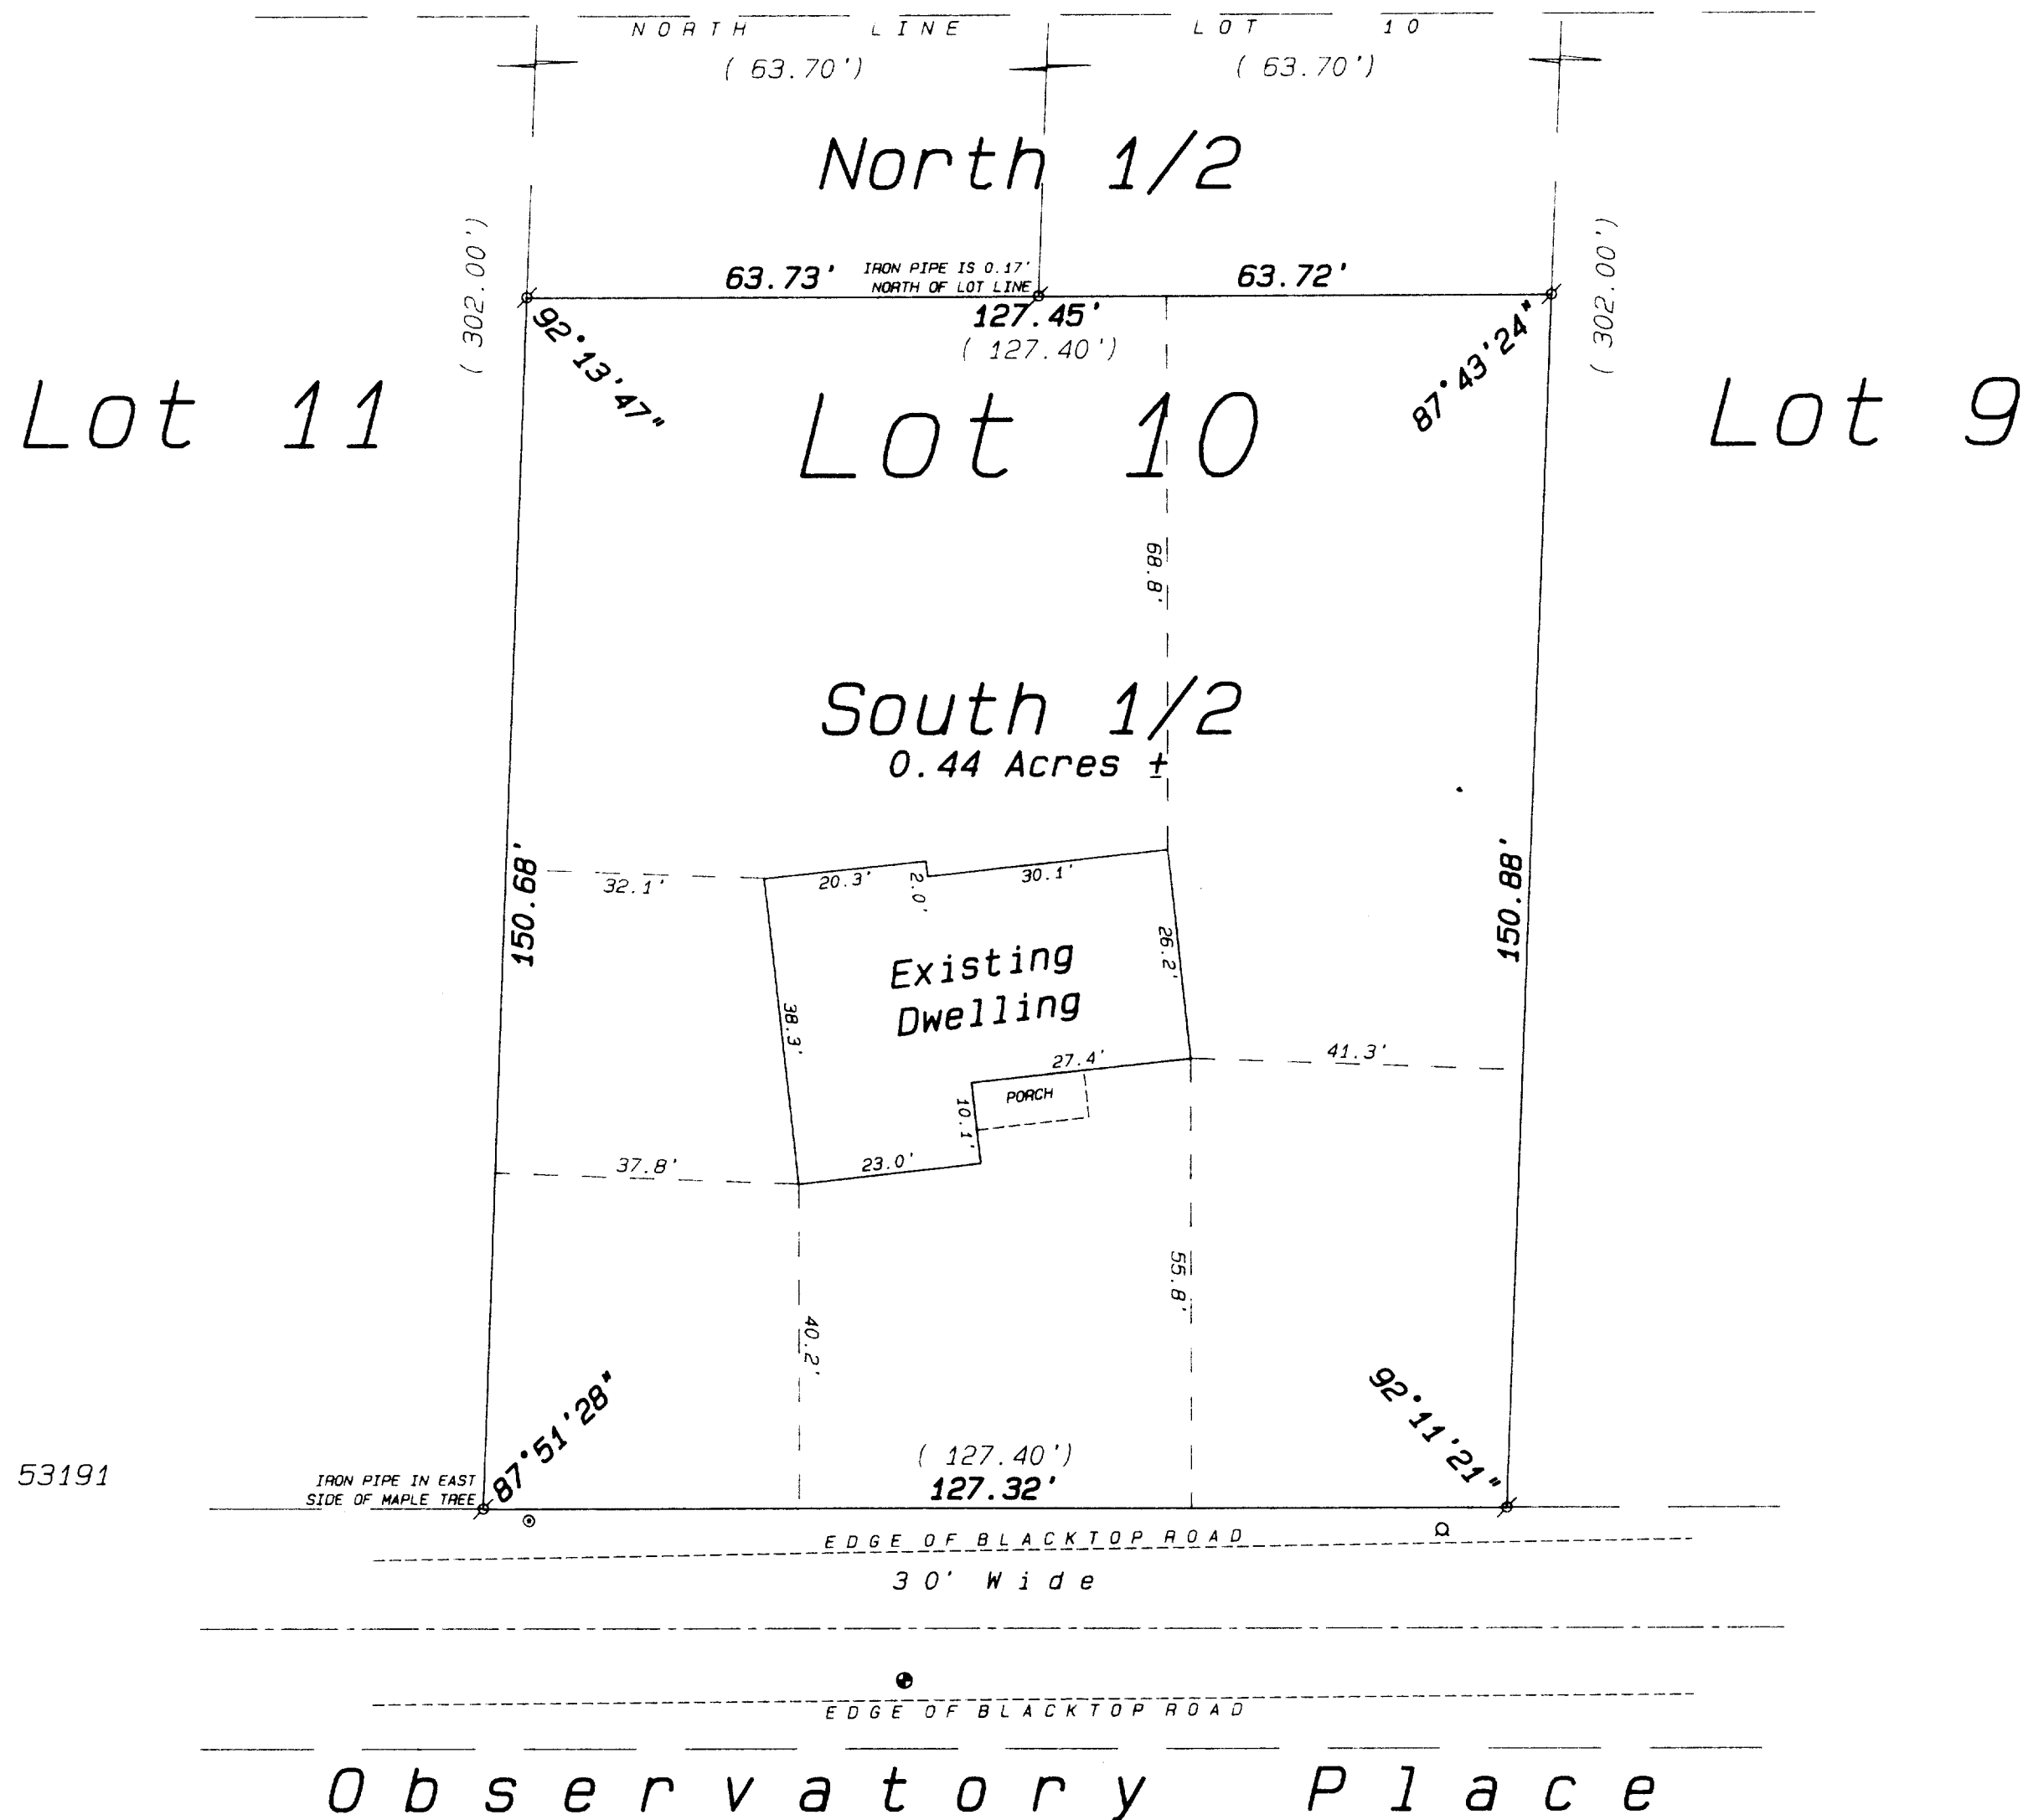 NORTH LINE LOT 10
(63.70') (63.70')
North 1/2
(302.00') (302.00')
63.73' IRON PIPE IS 0.17' 63.72'
NORTH OF LOT LINE
127.45'
(127.40')
92°13'47" 87°43'24"
Lot 11 Lot 10 Lot 9
68.8'
South 1/2
0.44 Acres ±
150.68' 150.88'
32.1' 20.3' 2.0' 30.1'
26.2'
Existing
Dwelling
38.3'
27.4' 41.3'
PORCH
10.1'
37.8' 23.0'
55.8'
40.2'
87°51'28" 92°11'21"
(127.40')
127.32'
53191
IRON PIPE IN EAST
SIDE OF MAPLE TREE
EDGE OF BLACKTOP ROAD
30' Wide
EDGE OF BLACKTOP ROAD
Observatory Place